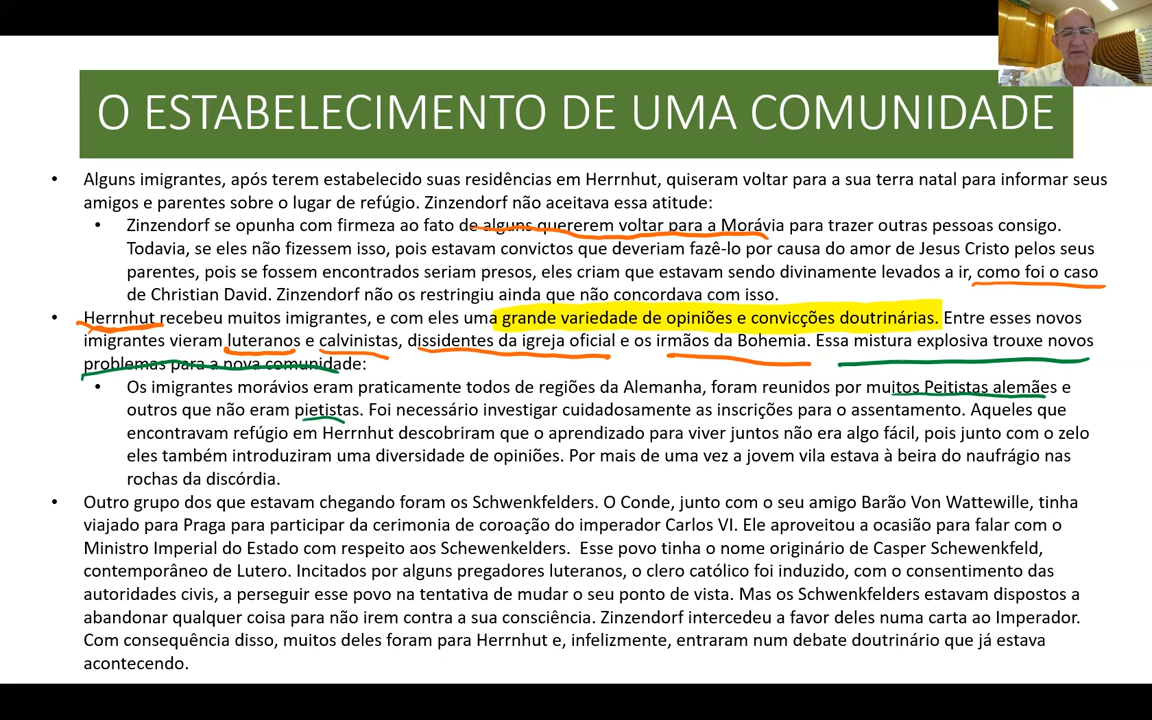 O ESTABELECIMENTO DE UMA COMUNIDADE
• Alguns imigrantes, após terem estabelecido suas residências em Herrnhut, quiseram voltar para a sua terra natal para informar seus
amigos e parentes sobre o lugar de refúgio. Zinzendorf não aceitava essa atitude:
• Zinzendorf se opunha com firmeza ao fato de alguns quererem voltar para a Morávia para trazer outras pessoas consigo.
Todavia, se eles não fizessem isso, pois estavam convictos que deveriam fazê-lo por causa do amor de Jesus Cristo pelos seus
parentes, pois se fossem encontrados seriam presos, eles criam que estavam sendo divinamente levados a ir, como foi o caso
de Christian David. Zinzendorf não os restringiu ainda que não concordava com isso.
• Herrnhut recebeu muitos imigrantes, e com eles uma grande variedade de opiniões e convicções doutrinárias. Entre esses novos
imigrantes vieram luteranos e calvinistas, dissidentes da igreja oficial e os irmãos da Bohemia. Essa mistura explosiva trouxe novos
problemas para a nova comunidade:
• Os imigrantes morávios eram praticamente todos de regiões da Alemanha, foram reunidos por muitos Peitistas alemães e
outros que não eram pietistas. Foi necessário investigar cuidadosamente as inscrições para o assentamento. Aqueles que
encontravam refúgio em Herrnhut descobriram que o aprendizado para viver juntos não era algo fácil, pois junto com o zelo
eles também introduziram uma diversidade de opiniões. Por mais de uma vez a jovem vila estava à beira do naufrágio nas
rochas da discórdia.
• Outro grupo dos que estavam chegando foram os Schwenkfelders. O Conde, junto com o seu amigo Barão Von Wattewille, tinha
viajado para Praga para participar da cerimonia de coroação do imperador Carlos VI. Ele aproveitou a ocasião para falar com o
Ministro Imperial do Estado com respeito aos Schewenkelders. Esse povo tinha o nome originário de Casper Schewenkfeld,
contemporâneo de Lutero. Incitados por alguns pregadores luteranos, o clero católico foi induzido, com o consentimento das
autoridades civis, a perseguir esse povo na tentativa de mudar o seu ponto de vista. Mas os Schwenkfelders estavam dispostos a
abandonar qualquer coisa para não irem contra a sua consciência. Zinzendorf intercedeu a favor deles numa carta ao Imperador.
Com consequência disso, muitos deles foram para Herrnhut e, infelizmente, entraram num debate doutrinário que já estava
acontecendo.